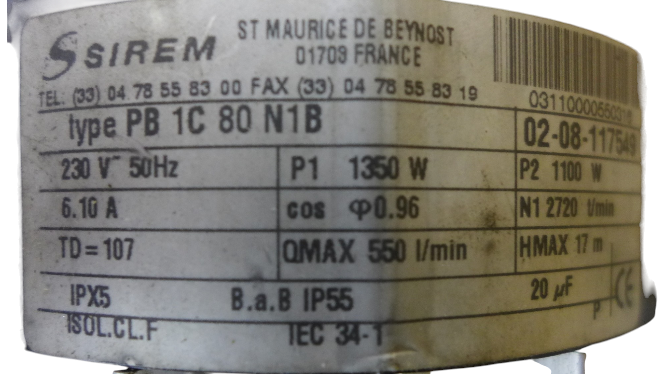 SIREM
ST MAURICE DE BEYNOST
01709 FRANCE
TEL. (33) 04 78 55 83 00 FAX (33) 04 78 55 83 19
type PB 1C 80 N1B
02-08-117549
230 V~ 50Hz P1 1350 W P2 1100 W
6.10 A cos φ0.96 N1 2720 t/min
TD = 107 QMAX 550 l/min HMAX 17 m
IPX5 B.a.B IP55 20 µF CE
P
ISOL.CL.F IEC 34-1